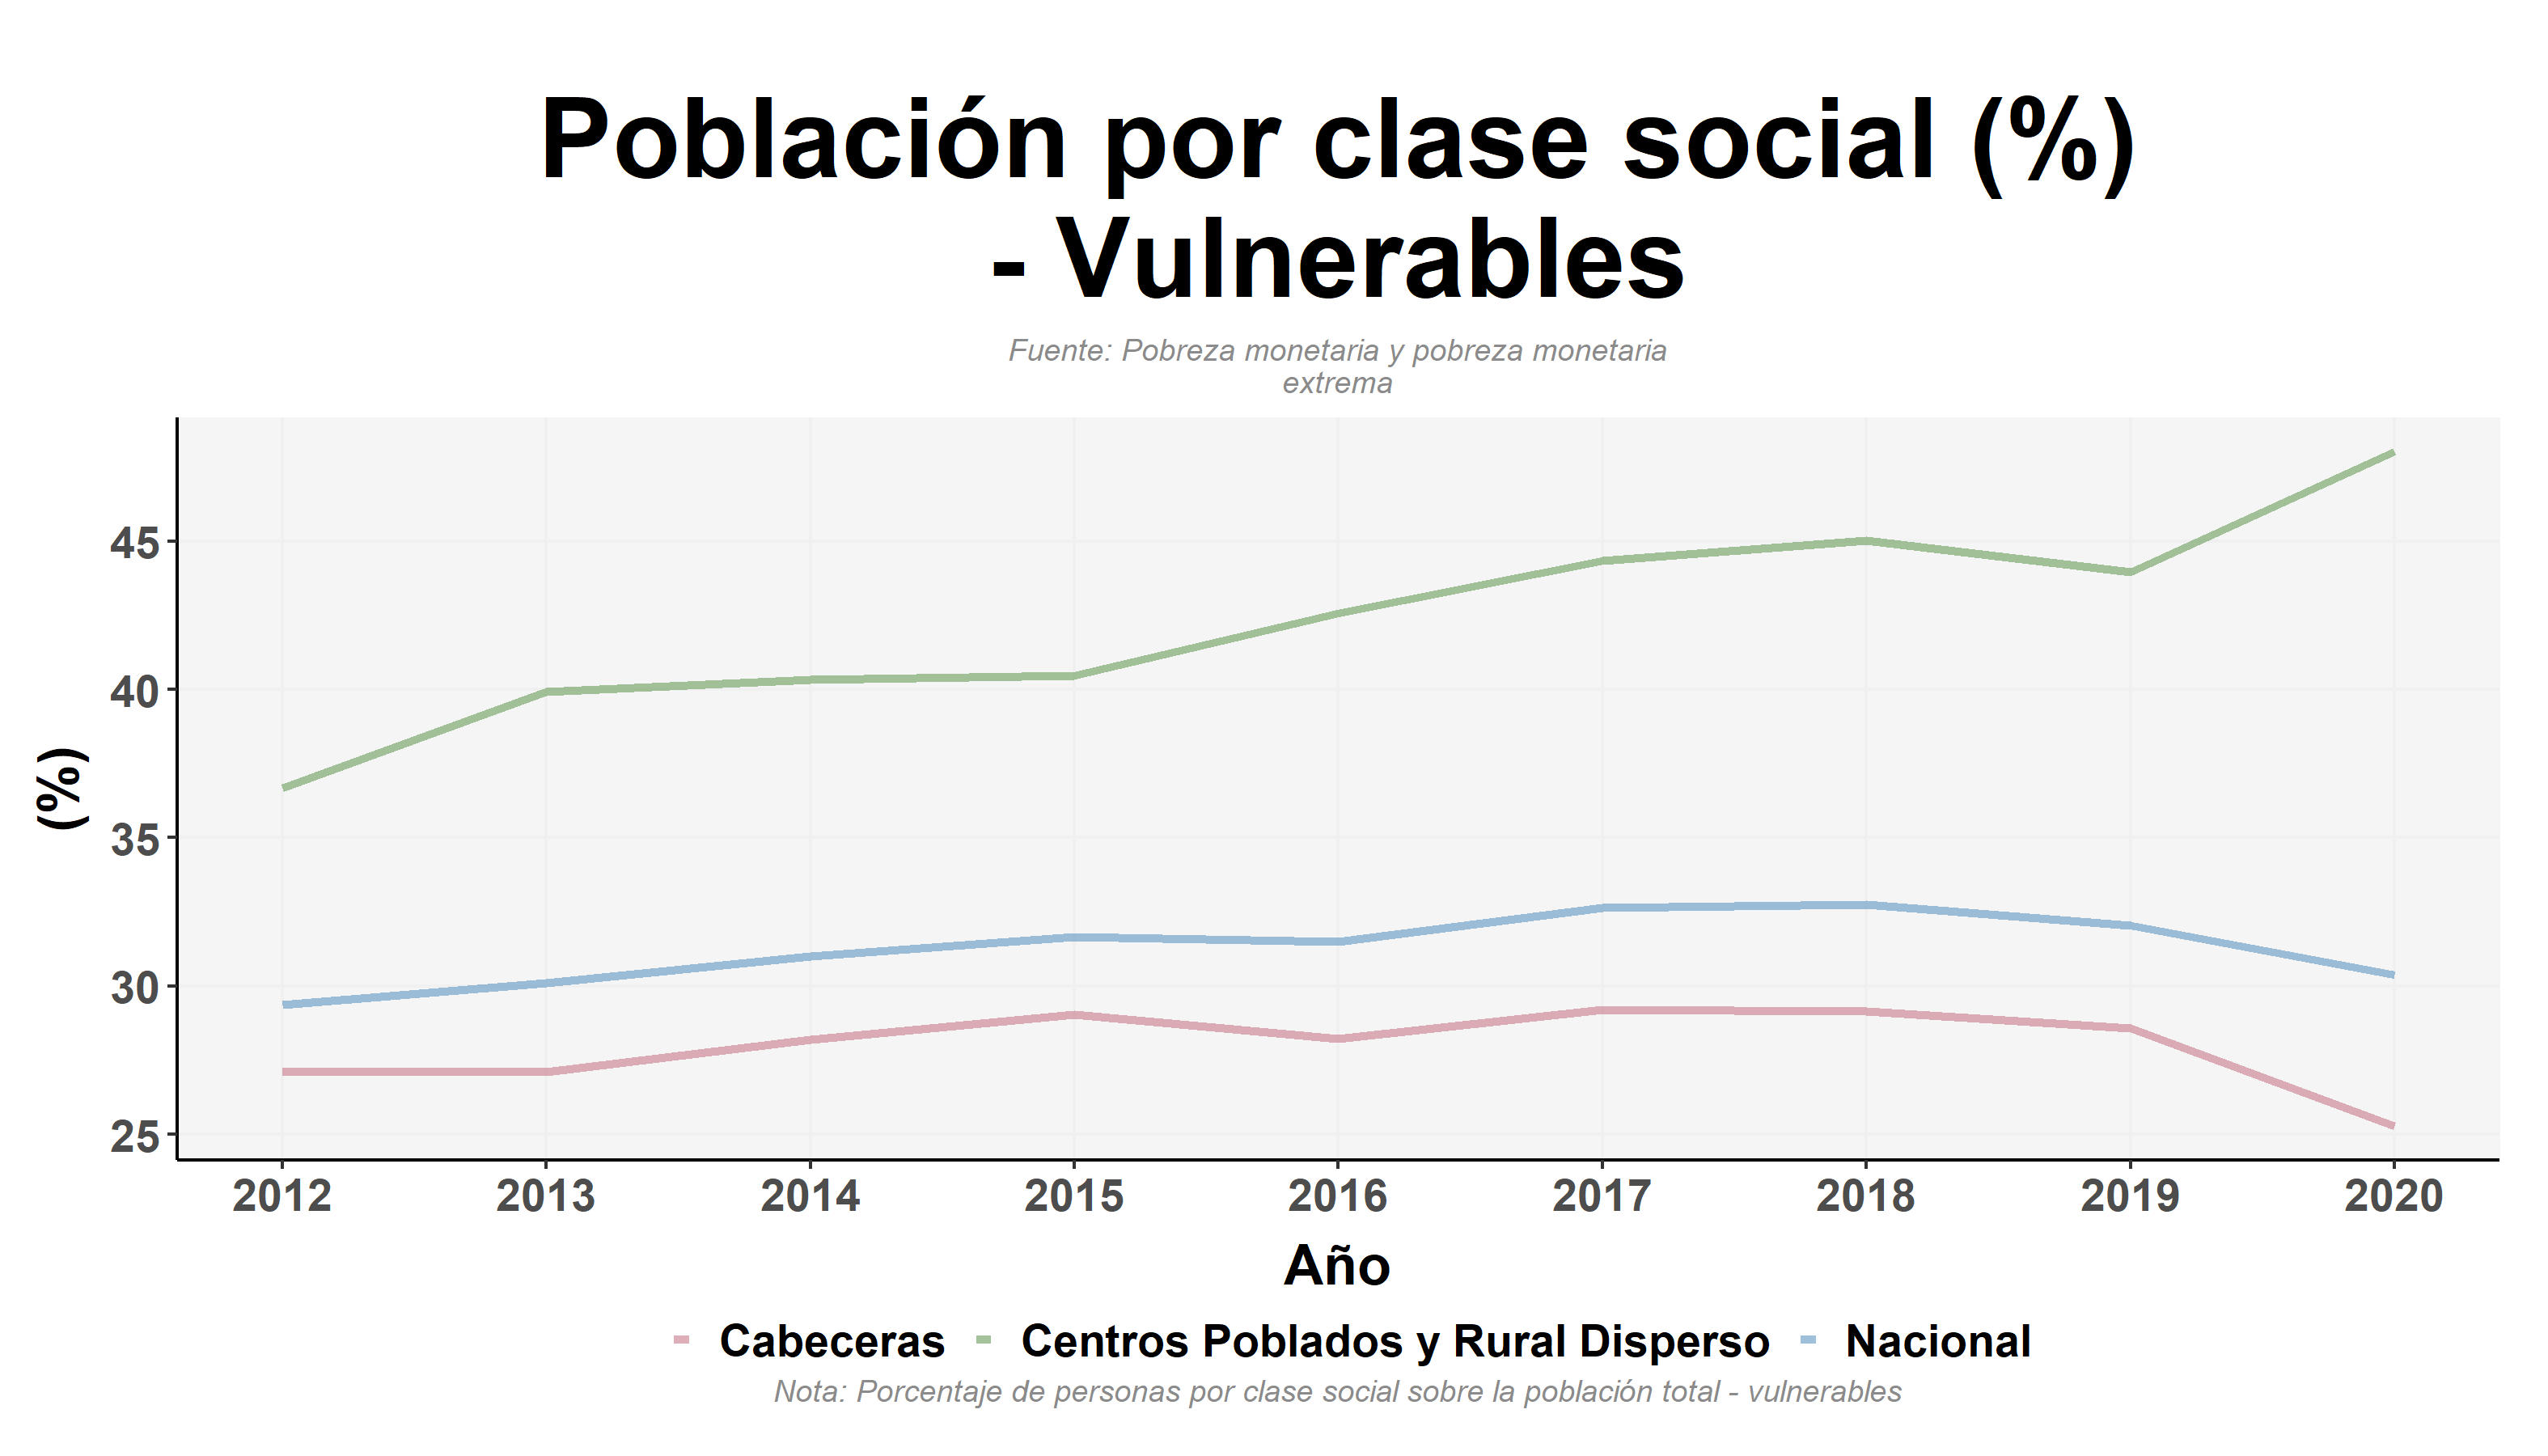 Población por clase social (%)
- Vulnerables
Fuente: Pobreza monetaria y pobreza monetaria
extrema
(%)
45
40
35
30
25
2012 2013 2014 2015 2016 2017 2018 2019 2020
Año
Cabeceras Centros Poblados y Rural Disperso Nacional
Nota: Porcentaje de personas por clase social sobre la población total - vulnerables